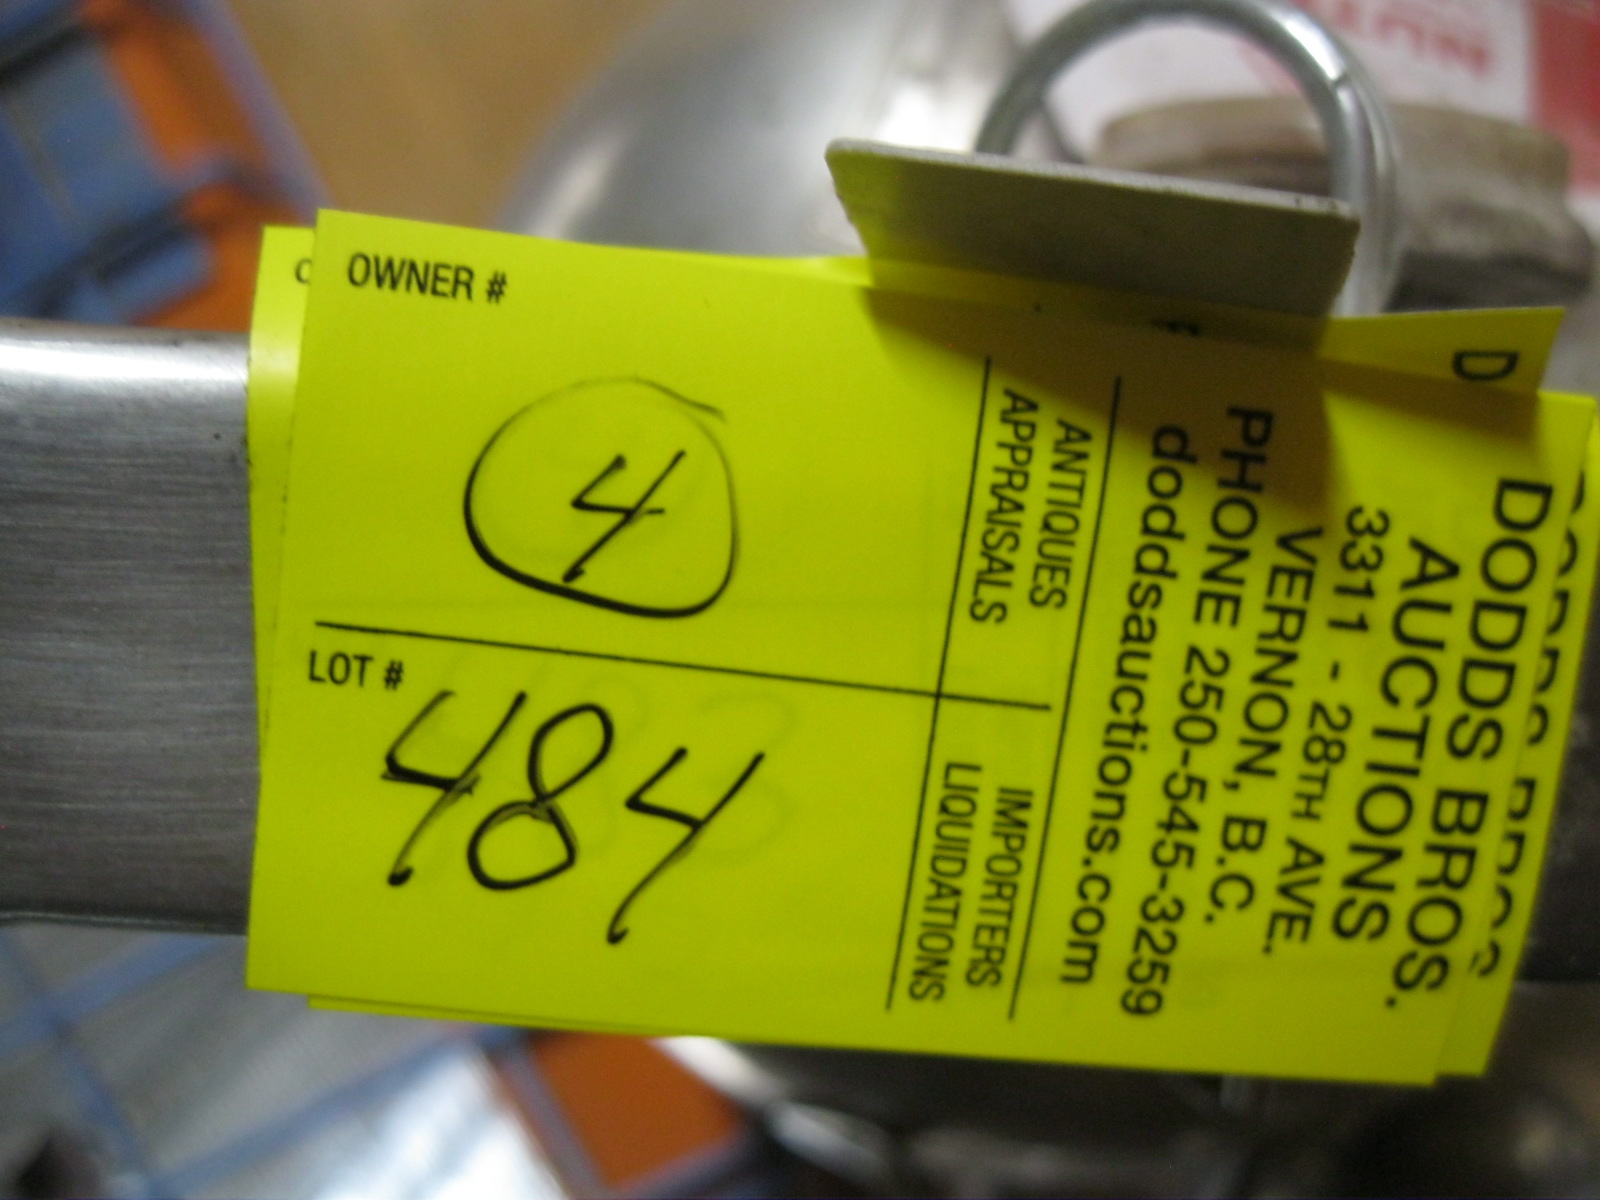 DODDS BROS.
AUCTIONS
3311 - 28TH AVE.
VERNON, B.C.
PHONE 250-545-3259
doddsauctions.com
ANTIQUES
APPRAISALS
IMPORTERS
LIQUIDATIONS
OWNER #
4
LOT #
484
D